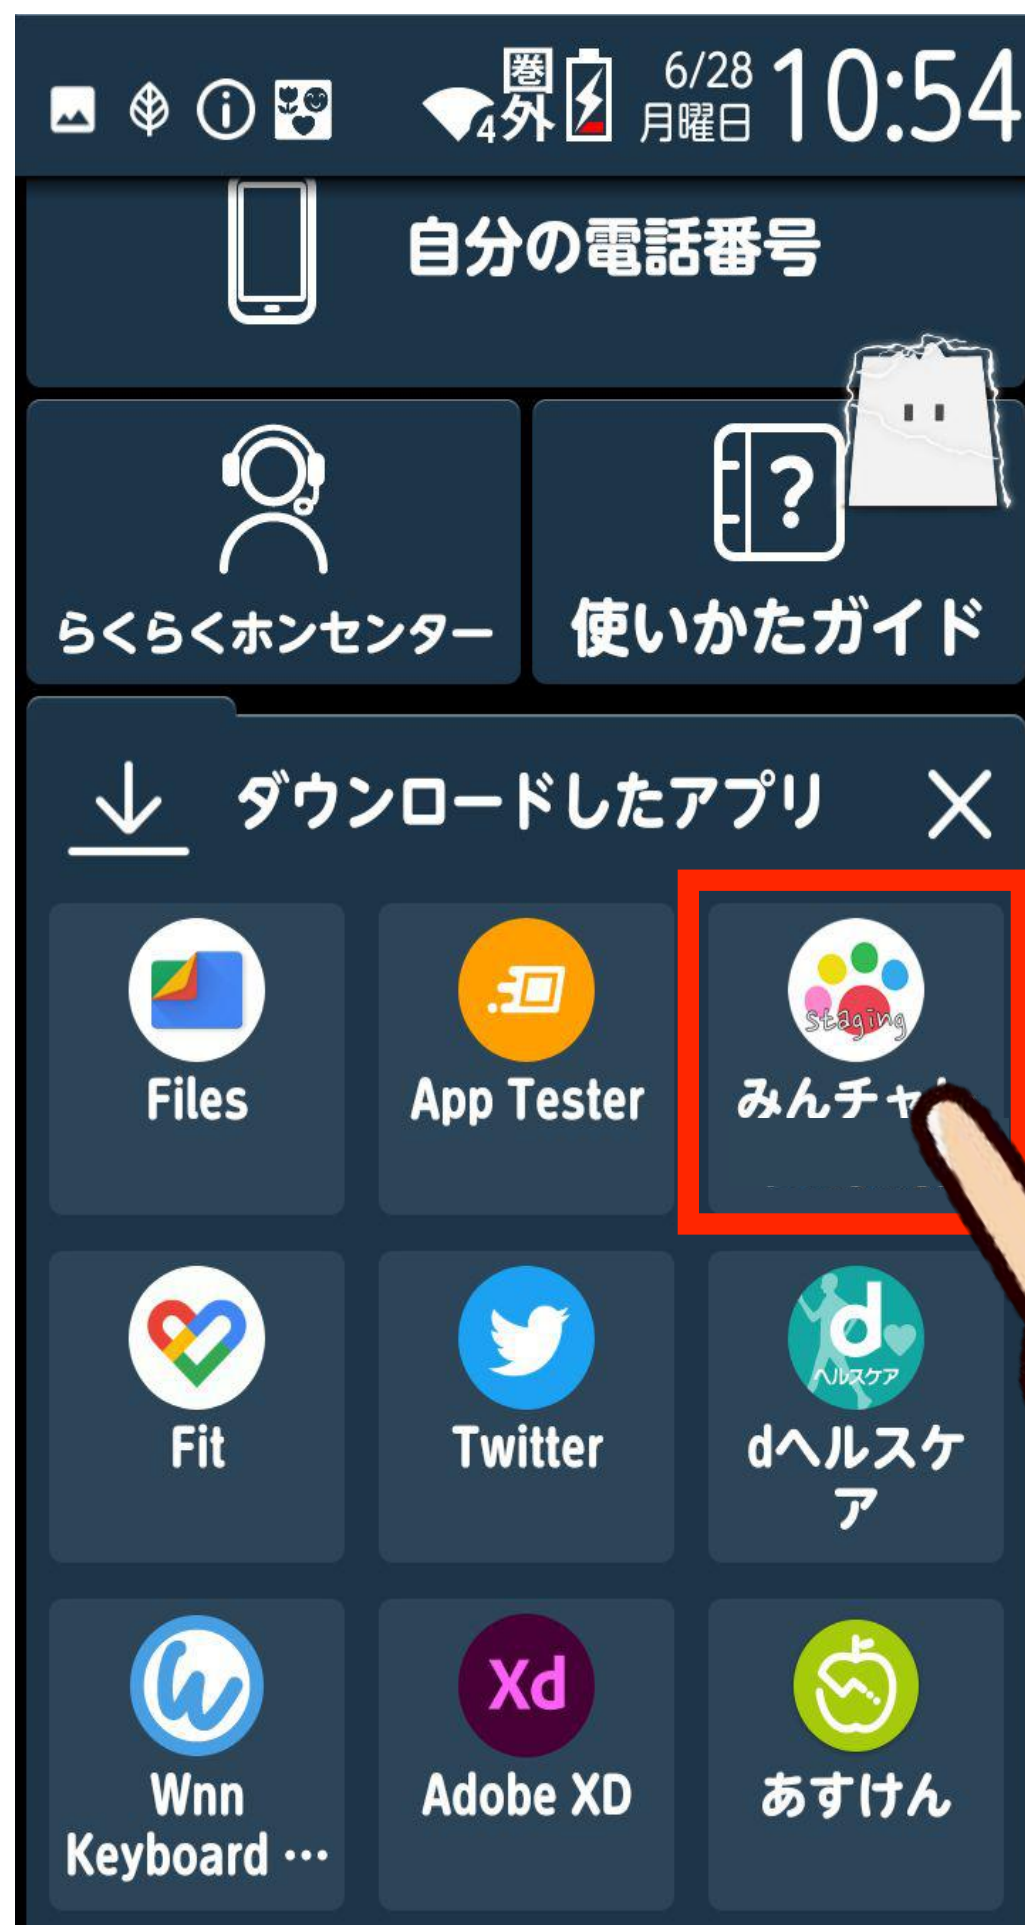 4
圏外
6/28
月曜日
10:54
自分の電話番号
?
らくらくホンセンター
使いかたガイド
ダウンロードしたアプリ
staging
Files
App Tester
みんチャ
d
ヘルスケア
Fit
Twitter
dヘルスケ
ア
Xd
Wnn
Keyboard …
Adobe XD
あすけん